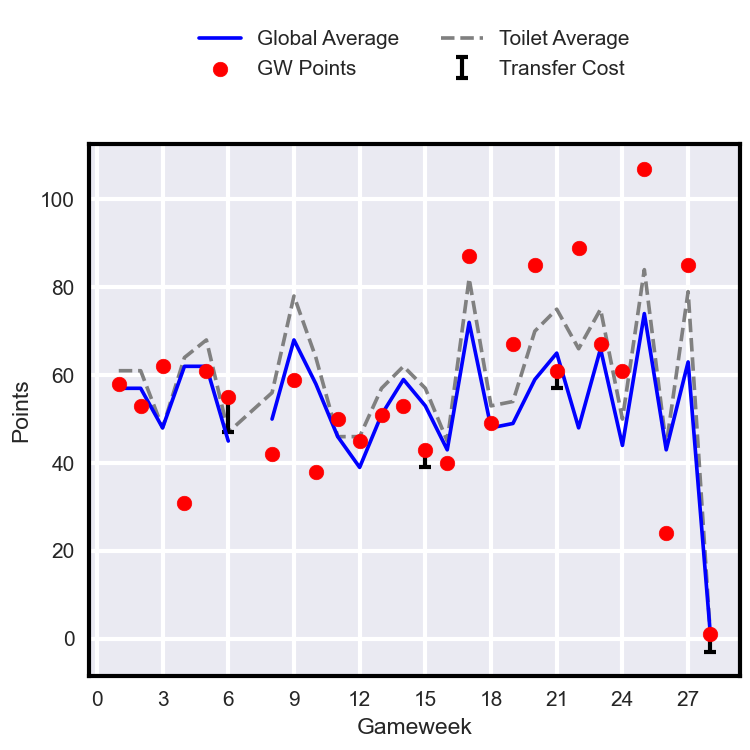 Global Average
GW Points
Toilet Average
Transfer Cost
Points
100
80
60
40
20
0
0 3 6 9 12 15 18 21 24 27
Gameweek